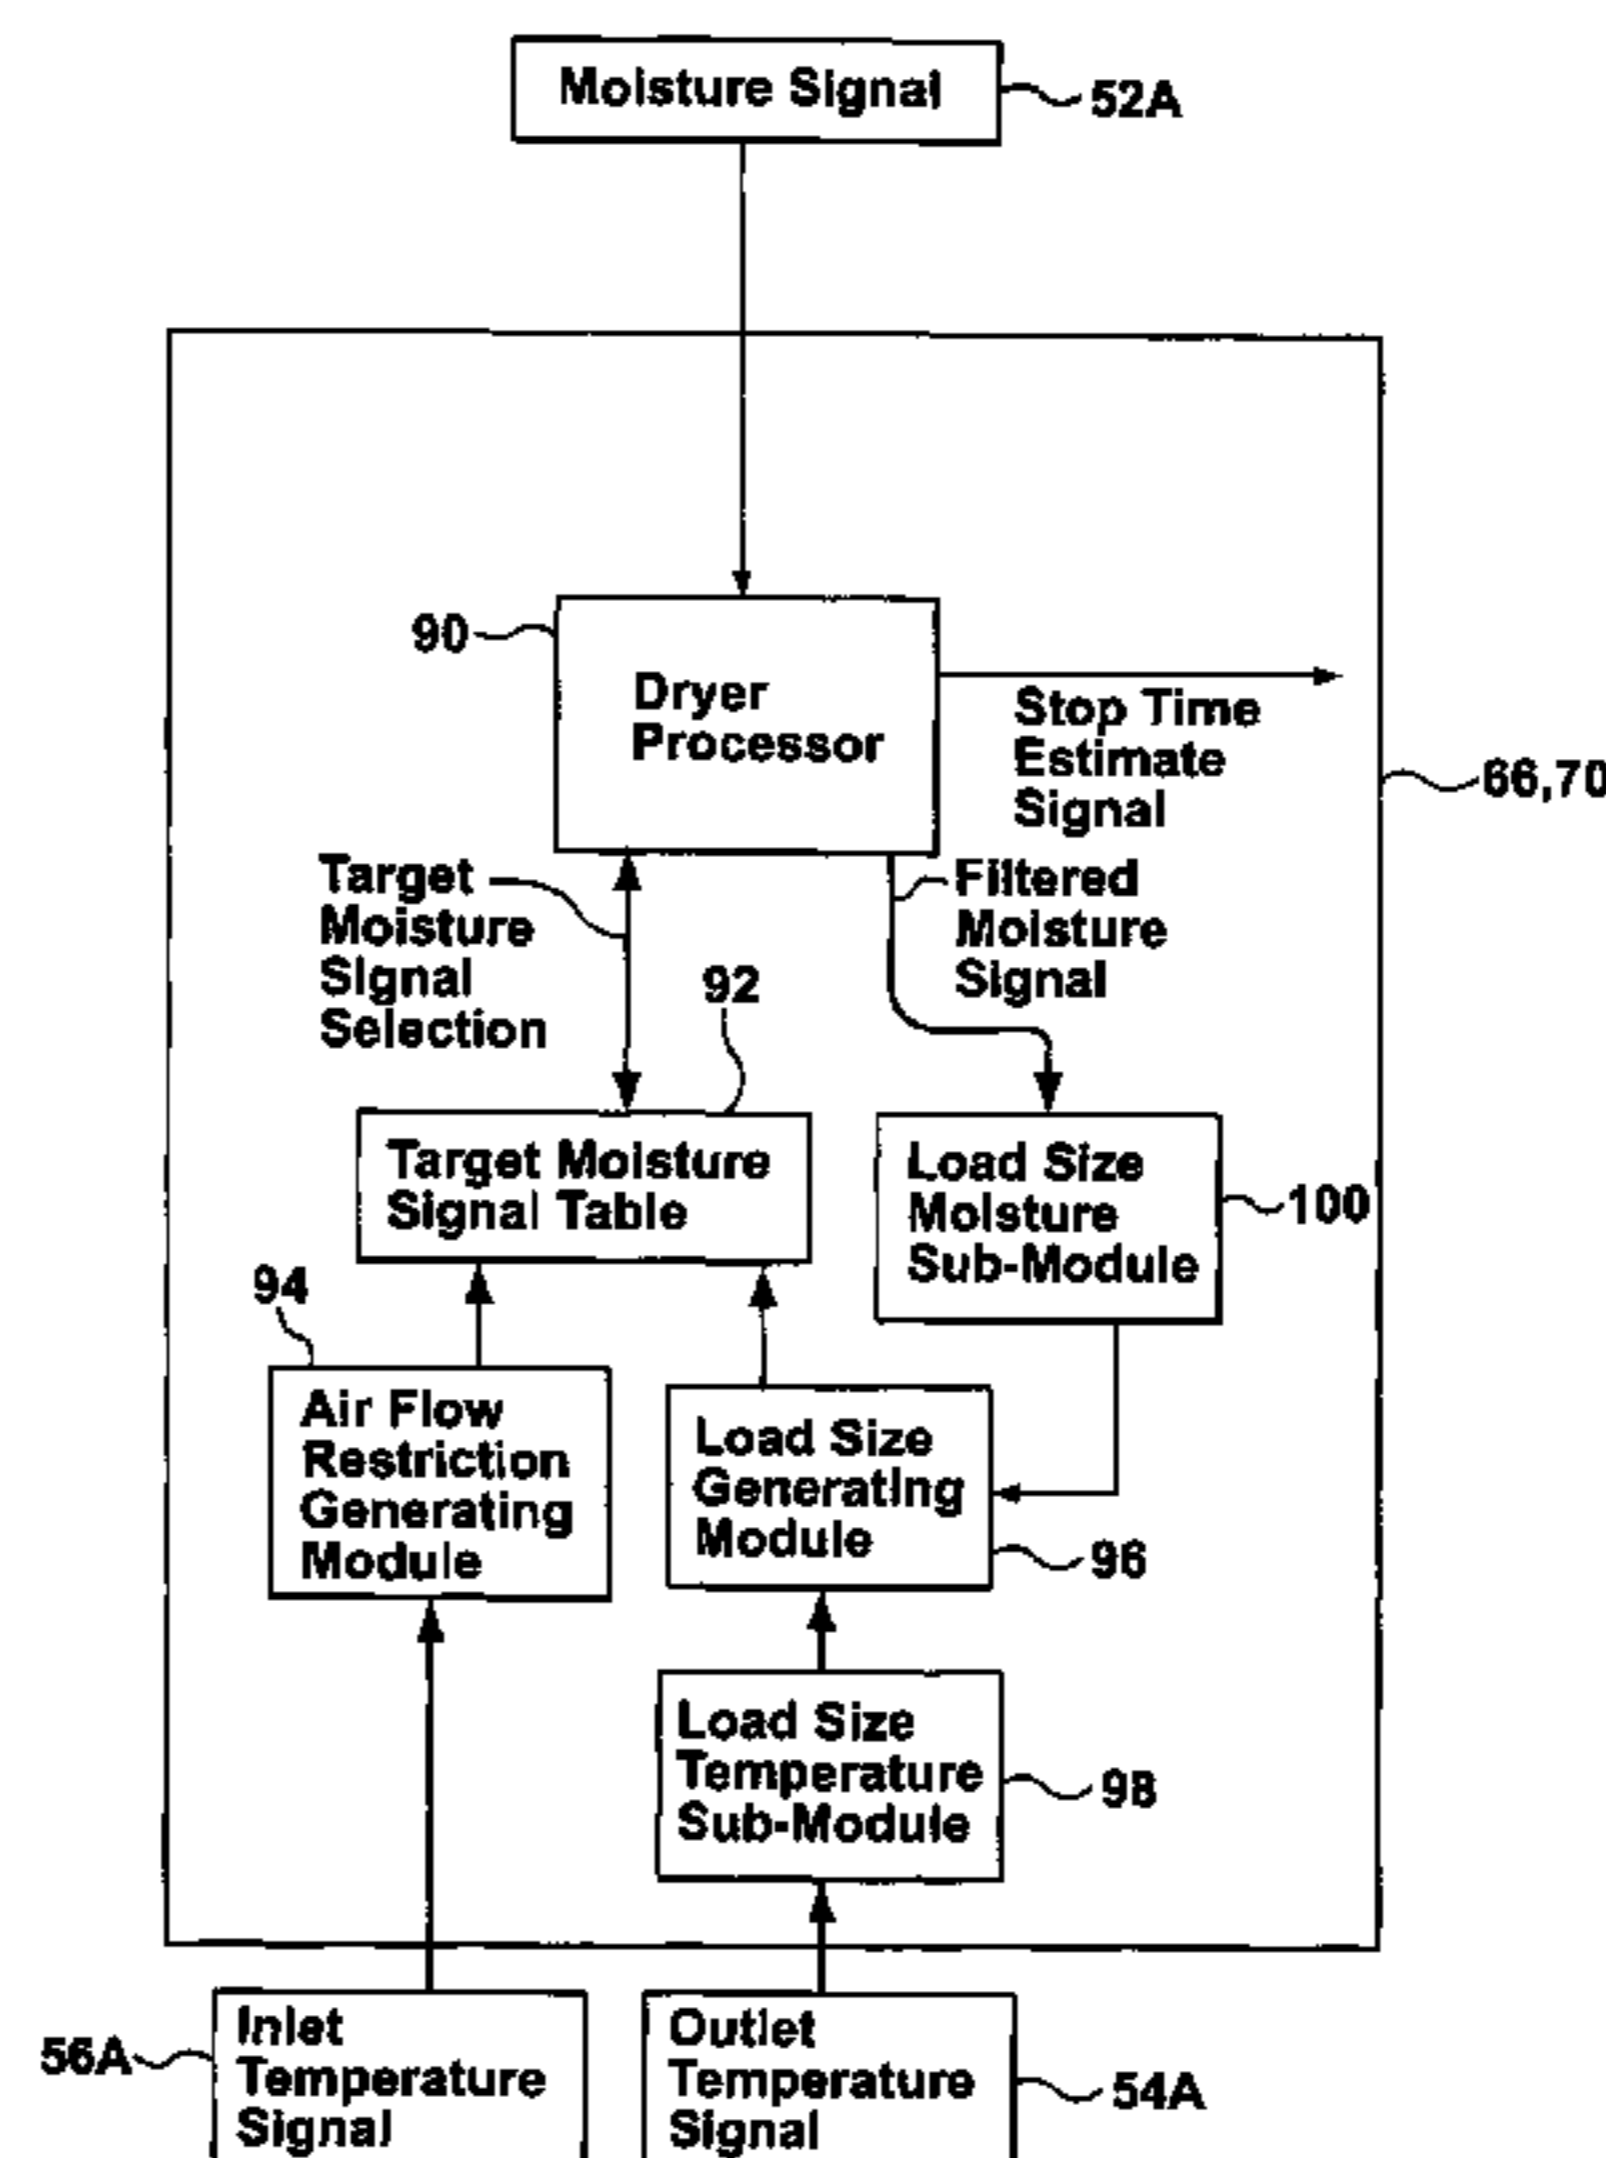 Moisture Signal
52A
90
Dryer
Processor
Stop Time
Estimate
Signal
66,70
Target
Moisture
Signal
Selection
Filtered
Moisture
Signal
92
Target Moisture
Signal Table
Load Size
Moisture
Sub-Module
100
94
Air Flow
Restriction
Generating
Module
Load Size
Generating
Module
96
Load Size
Temperature
Sub-Module
98
56A
Inlet
Temperature
Signal
Outlet
Temperature
Signal
54A